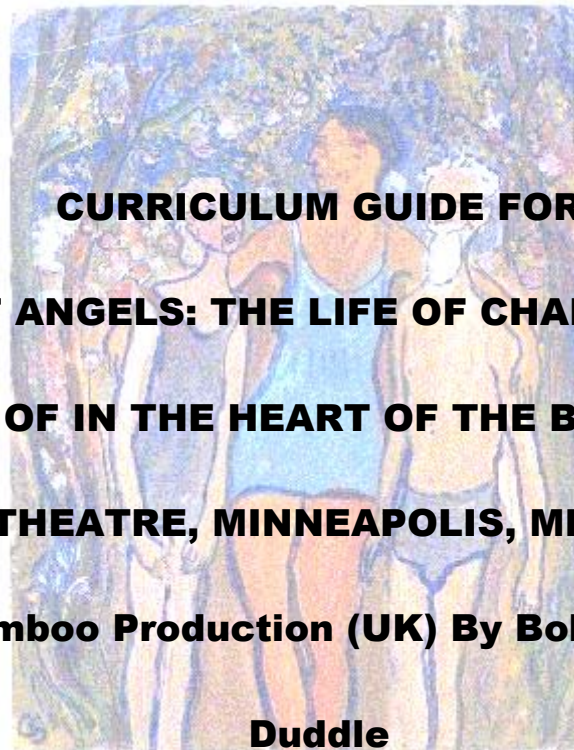 CURRICULUM GUIDE FOR
ANGELS: THE LIFE OF CHA
OF IN THE HEART OF THE B
THEATRE, MINNEAPOLIS, M
mboo Production (UK) By Bo
Duddle